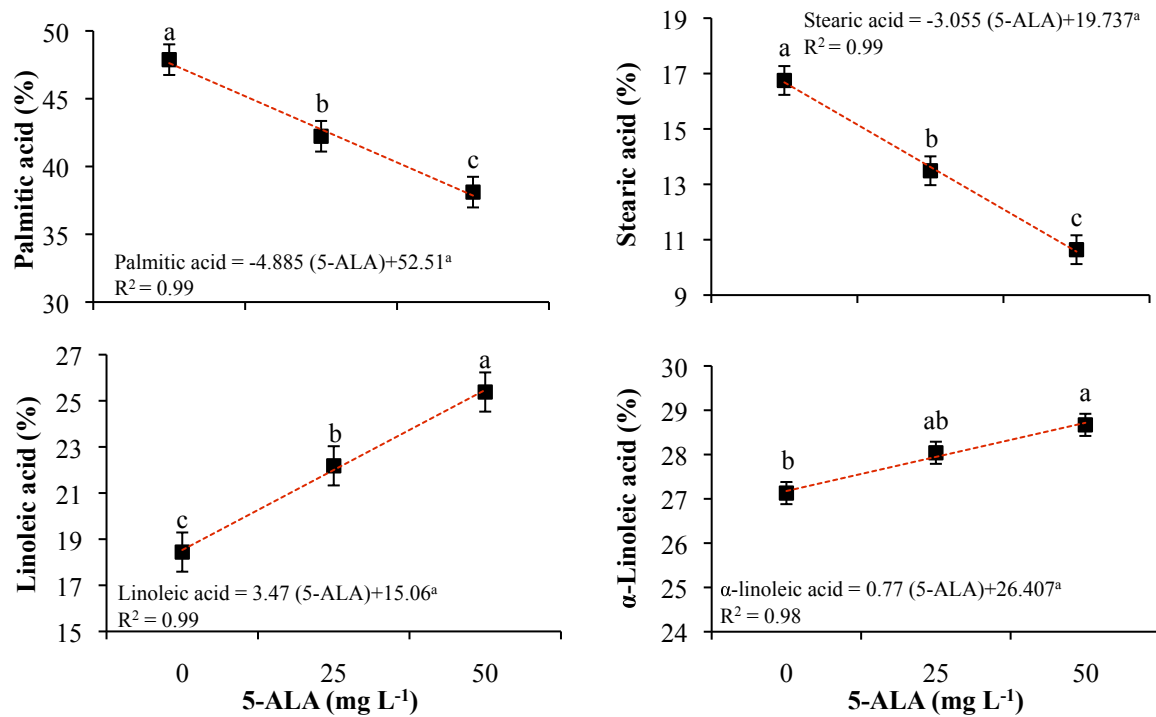 Palmitic acid (%)
50
45
40
35
30
a
b
c
Palmitic acid = -4.885 (5-ALA)+52.51ᵃ
R² = 0.99
Stearic acid (%)
19
17
15
13
11
9
Stearic acid = -3.055 (5-ALA)+19.737ᵃ
R² = 0.99
a
b
c
Linoleic acid (%)
27
25
23
21
19
17
15
c
b
a
Linoleic acid = 3.47 (5-ALA)+15.06ᵃ
R² = 0.99
0 25 50
5-ALA (mg L⁻¹)
α-Linoleic acid (%)
30
29
28
27
26
25
24
b
ab
a
α-linoleic acid = 0.77 (5-ALA)+26.407ᵃ
R² = 0.98
0 25 50
5-ALA (mg L⁻¹)